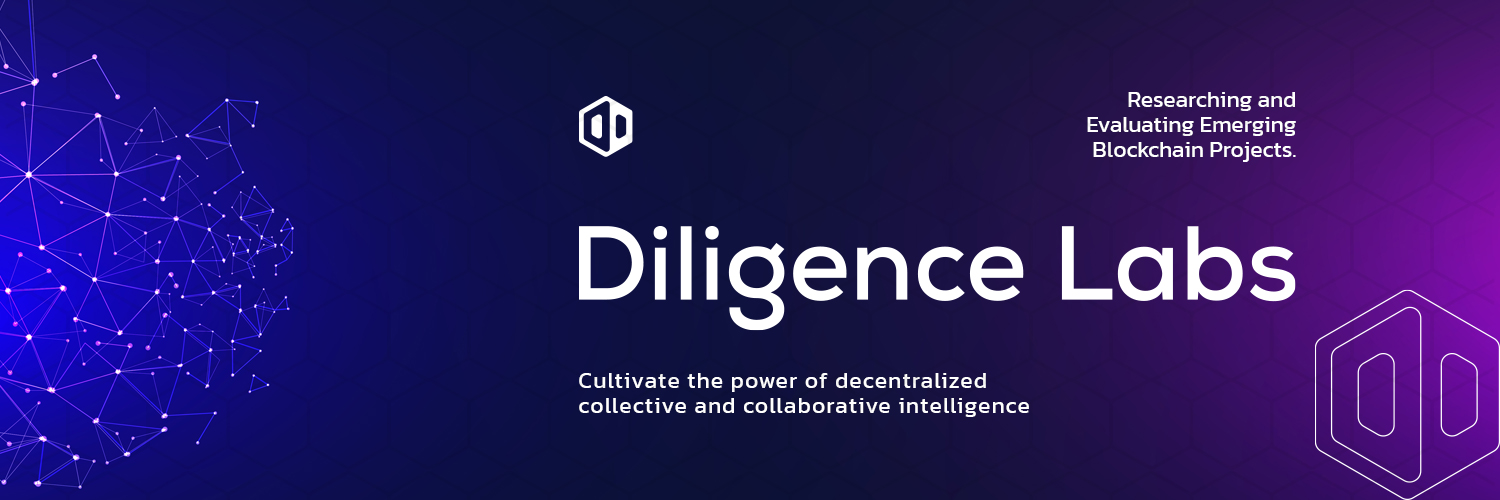 Researching and
Evaluating Emerging
Blockchain Projects.
Diligence Labs
Cultivate the power of decentralized
collective and collaborative intelligence